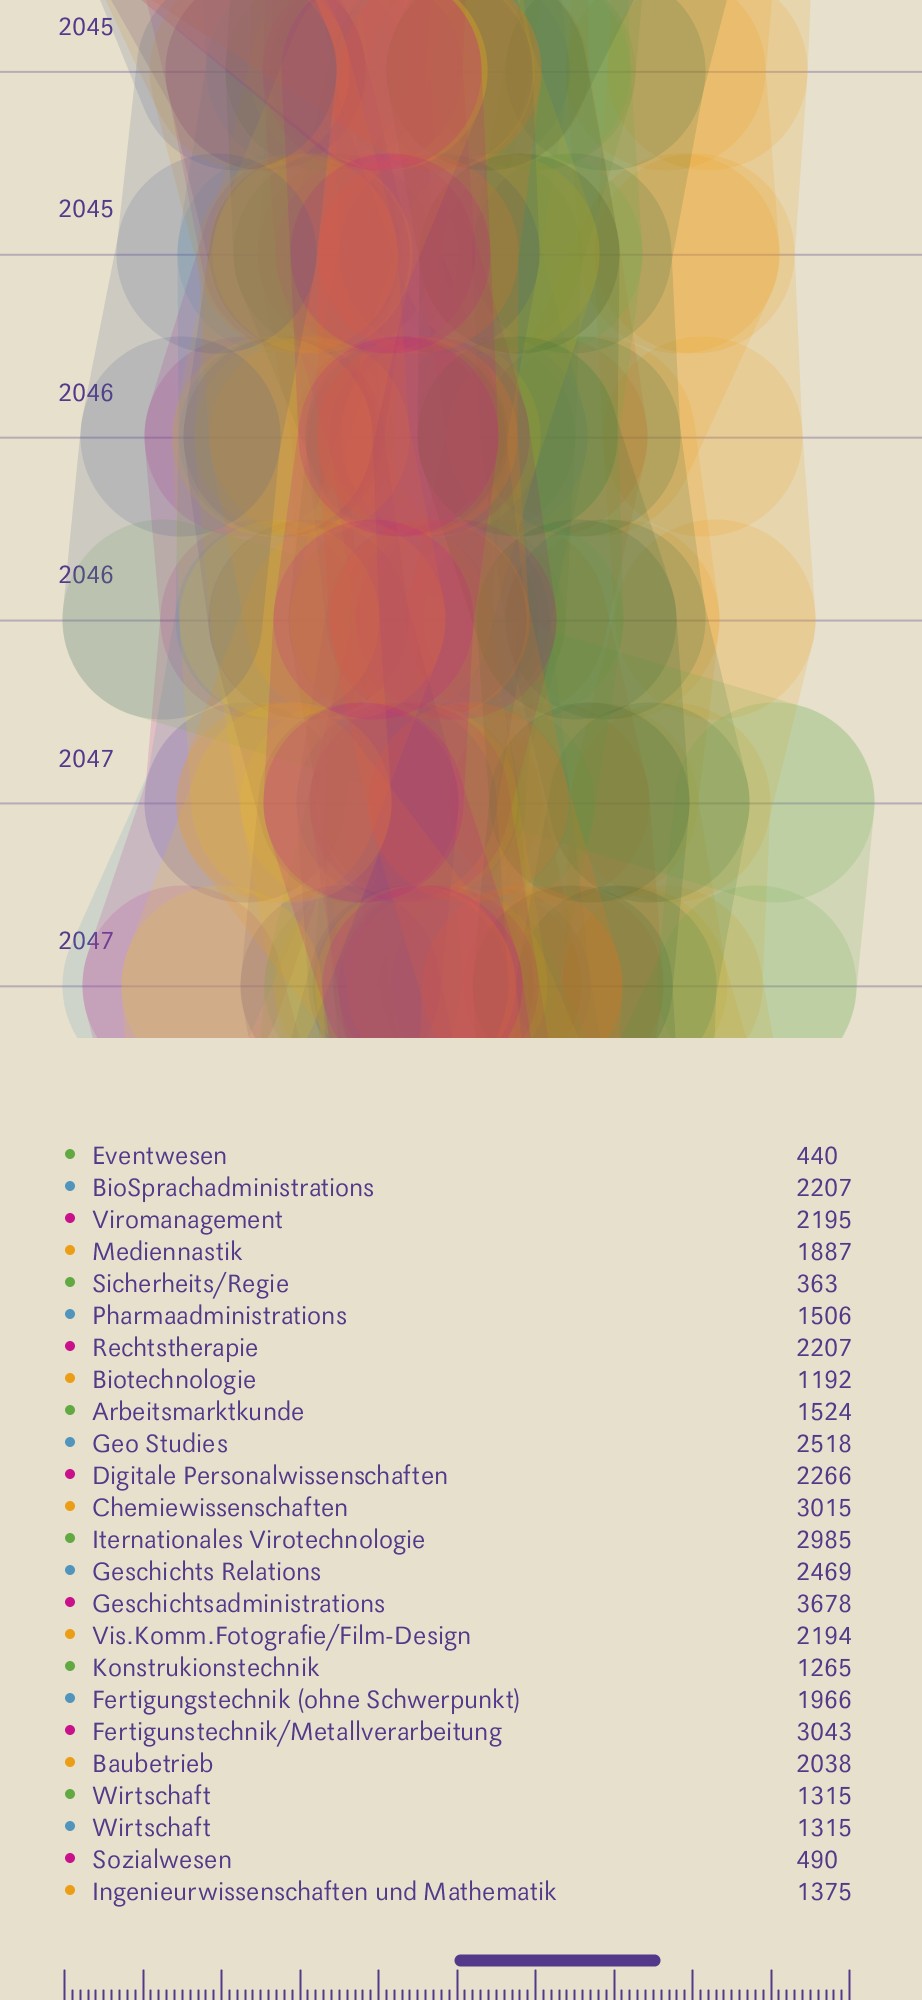 2045
2045
2046
2046
2047
2047
Eventwesen 440
BioSprachadministrations 2207
Viromanagement 2195
Mediennastik 1887
Sicherheits/Regie 363
Pharmaadministrations 1506
Rechtstherapie 2207
Biotechnologie 1192
Arbeitsmarktkunde 1524
Geo Studies 2518
Digitale Personalwissenschaften 2266
Chemiewissenschaften 3015
Iternationales Virotechnologie 2985
Geschichts Relations 2469
Geschichtsadministrations 3678
Vis.Komm.Fotografie/Film-Design 2194
Konstrukionstechnik 1265
Fertigungstechnik (ohne Schwerpunkt) 1966
Fertigunstechnik/Metallverarbeitung 3043
Baubetrieb 2038
Wirtschaft 1315
Wirtschaft 1315
Sozialwesen 490
Ingenieurwissenschaften und Mathematik 1375